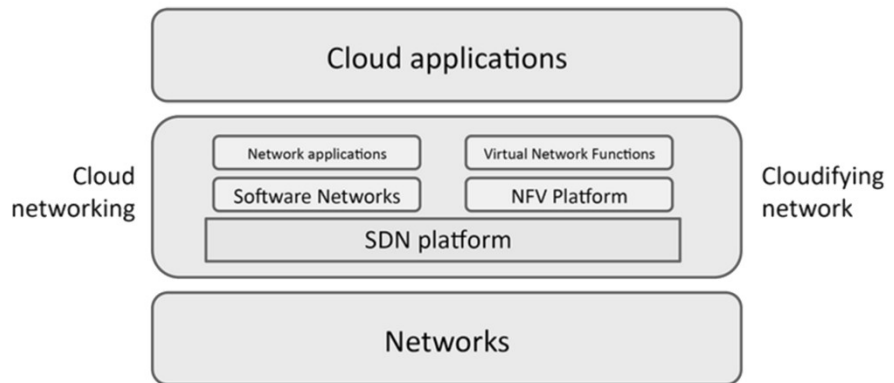 Cloud applications
Cloud
networking
Network applications
Virtual Network Functions
Software Networks
NFV Platform
SDN platform
Cloudifying
network
Networks